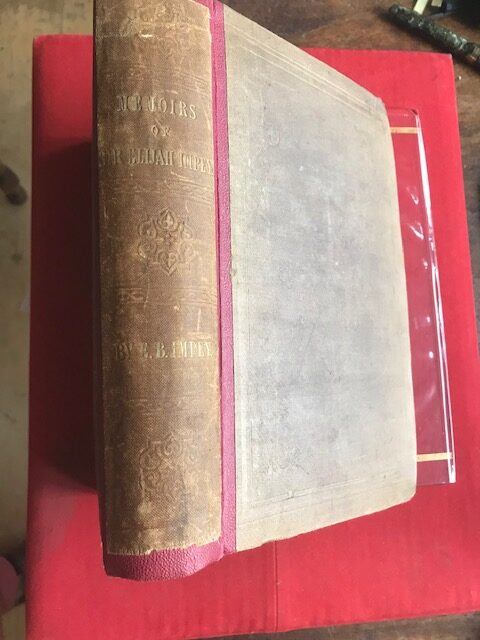 MEMOIRS
OF
SIR ELIJAH IMPEY.
BY E. B. IMPEY.